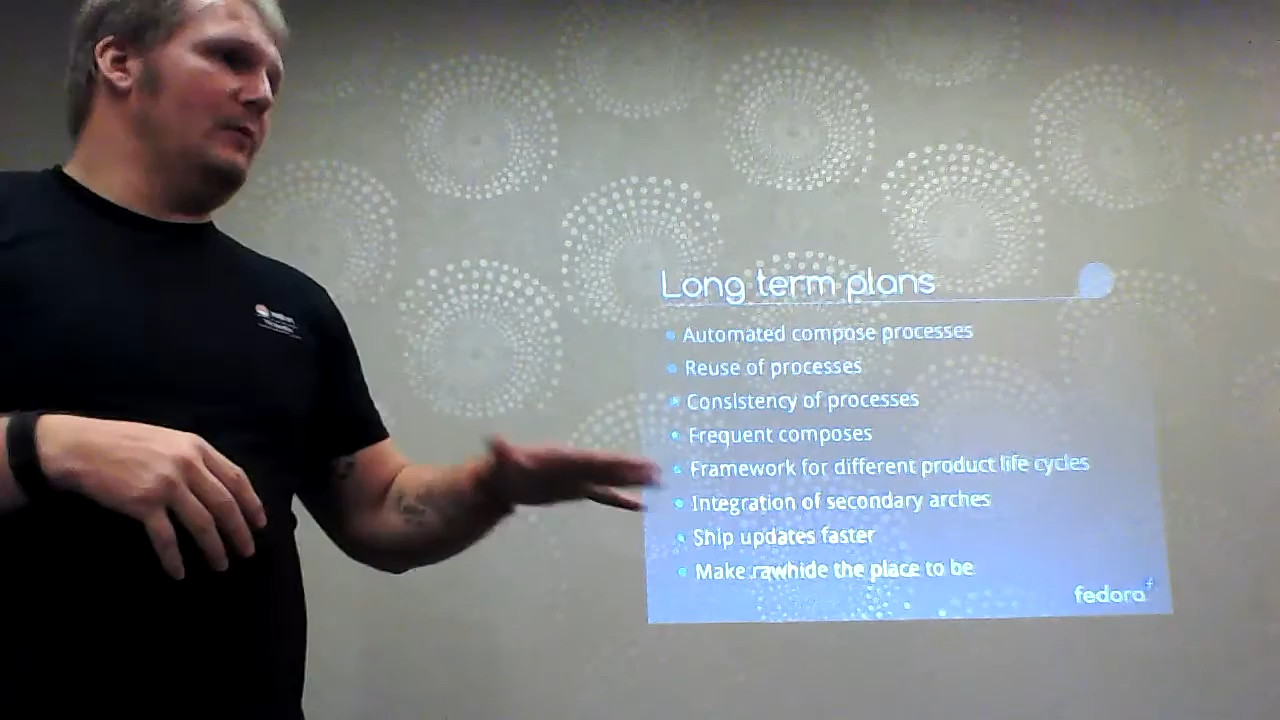 Long term plans
Automated compose processes
Reuse of processes
Consistency of processes
Frequent composes
Framework for different product life cycles
Integration of secondary arches
Ship updates faster
Make rawhide the place to be
fedora